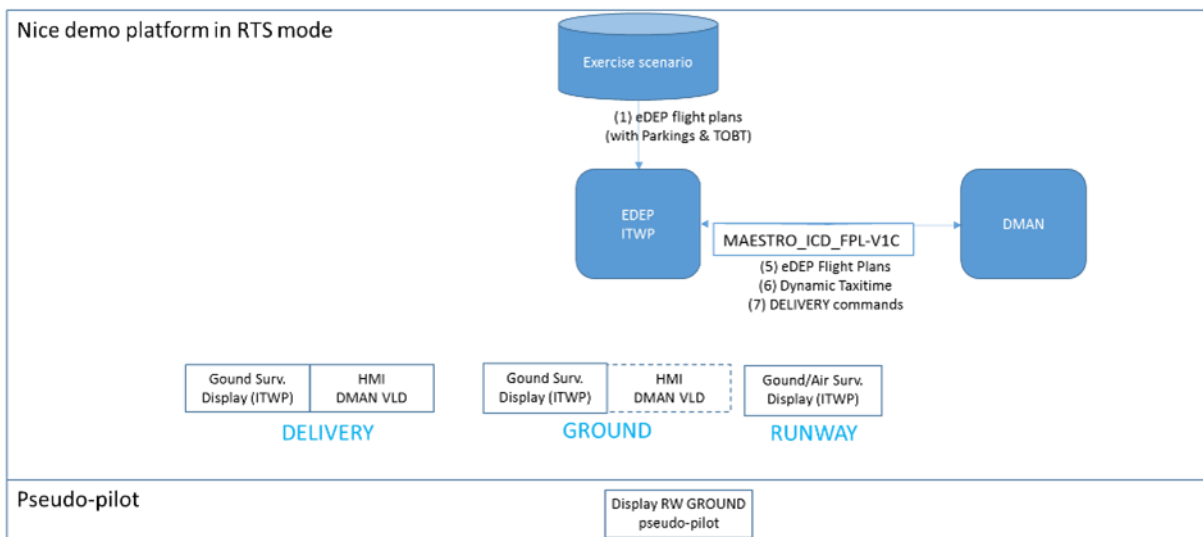 Nice demo platform in RTS mode
Exercise scenario
(1) eDEP flight plans
(with Parkings & TOBT)
EDEP
ITWP
DMAN
MAESTRO_ICD_FPL-V1C
(5) eDEP Flight Plans
(6) Dynamic Taxitime
(7) DELIVERY commands
Gound Surv.
Display (ITWP)
HMI
DMAN VLD
DELIVERY
Gound Surv.
Display (ITWP)
HMI
DMAN VLD
GROUND
Gound/Air Surv.
Display (ITWP)
RUNWAY
Pseudo-pilot
Display RW GROUND
pseudo-pilot